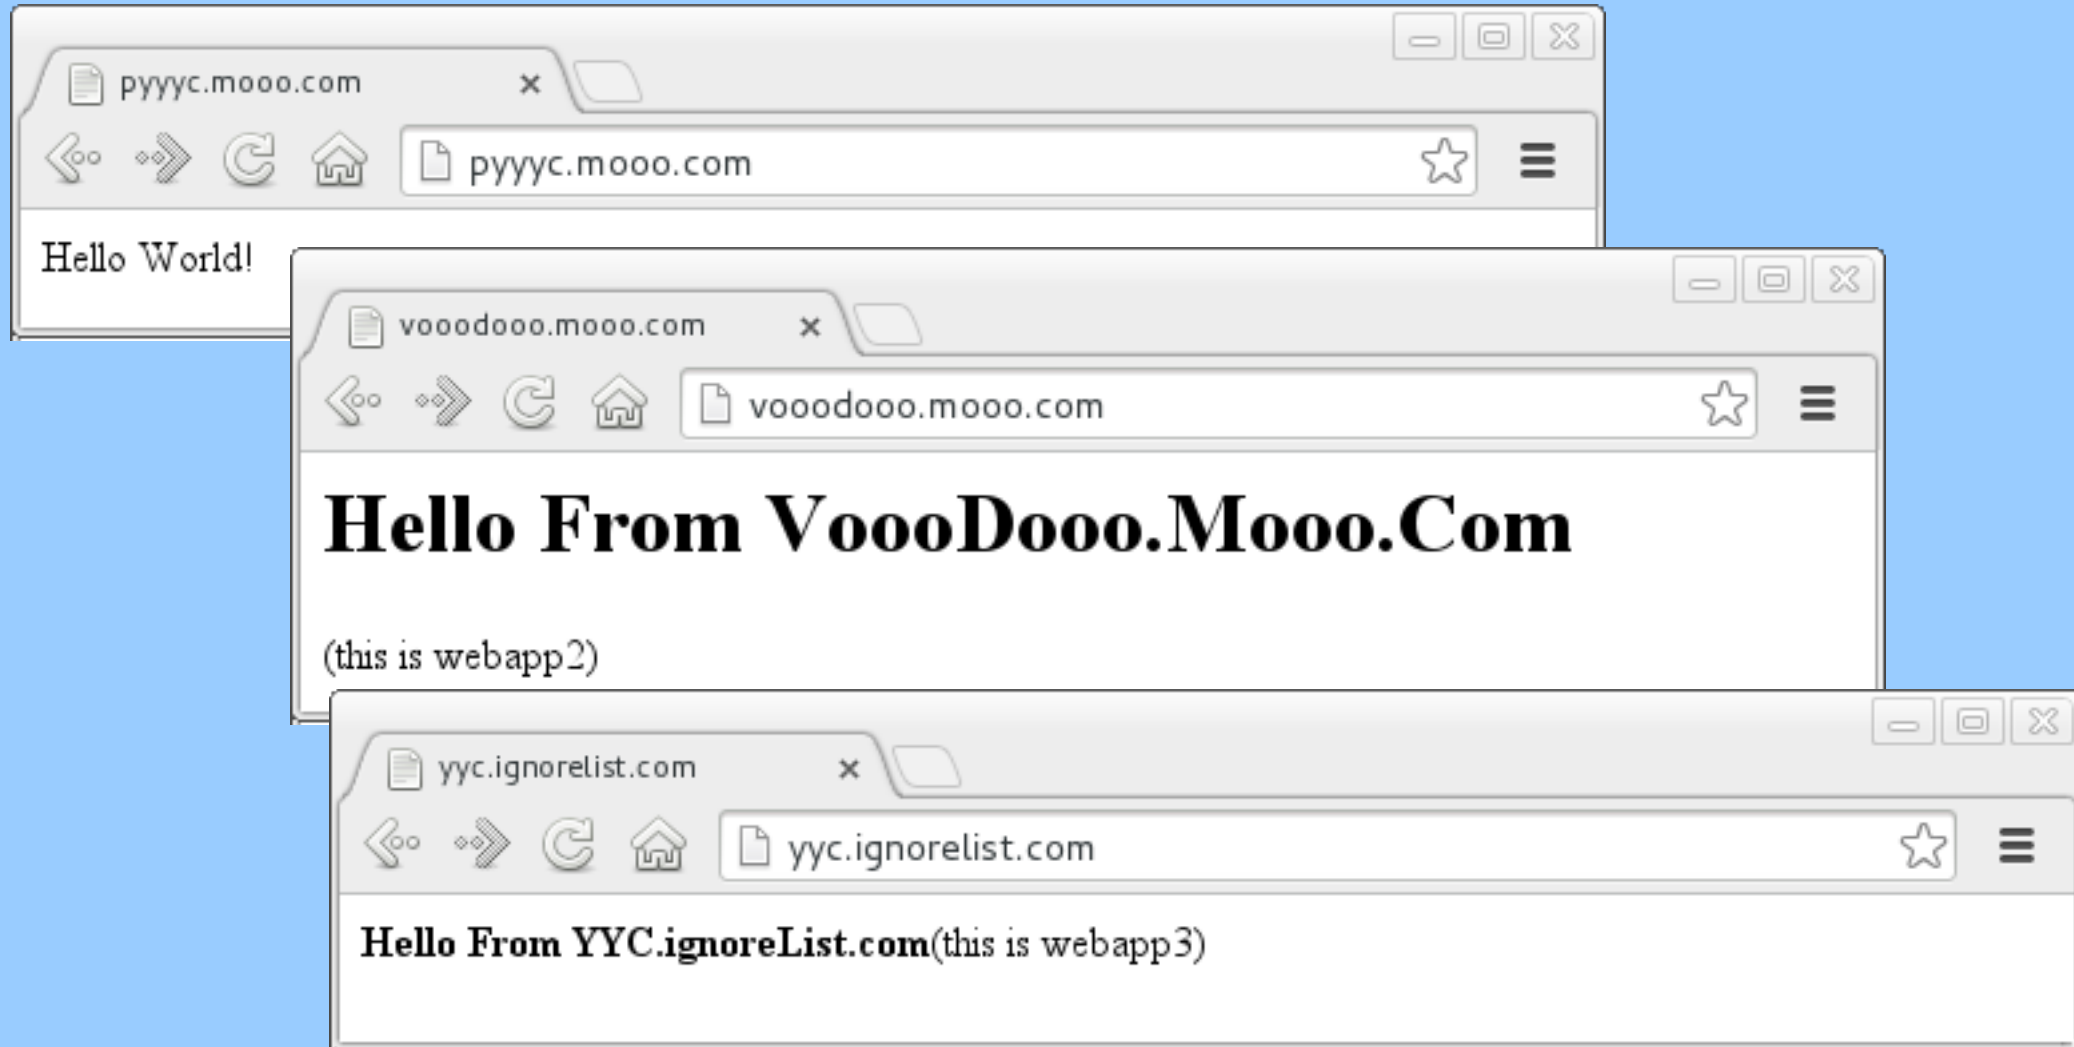 pyyyc.mooo.com
pyyyc.mooo.com
Hello World!
vooodooo.mooo.com
vooodooo.mooo.com
Hello From VoooDooo.Mooo.Com
(this is webapp2)
yyc.ignorelist.com
yyc.ignorelist.com
Hello From YYC.ignoreList.com(this is webapp3)